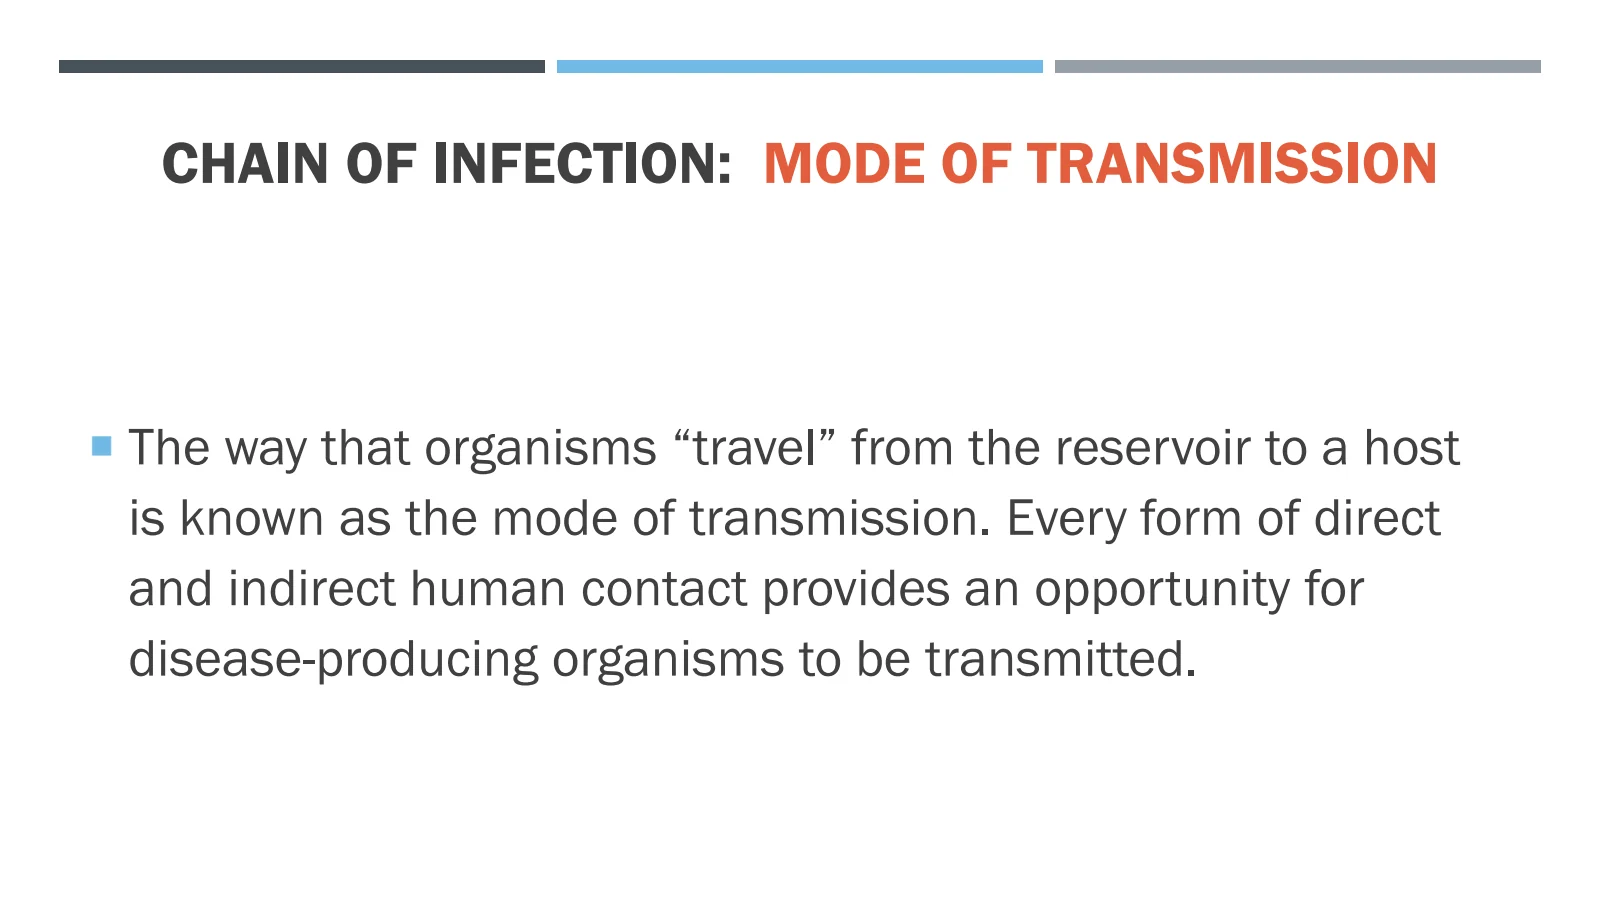 CHAIN OF INFECTION: MODE OF TRANSMISSION
The way that organisms “travel” from the reservoir to a host
is known as the mode of transmission. Every form of direct
and indirect human contact provides an opportunity for
disease-producing organisms to be transmitted.